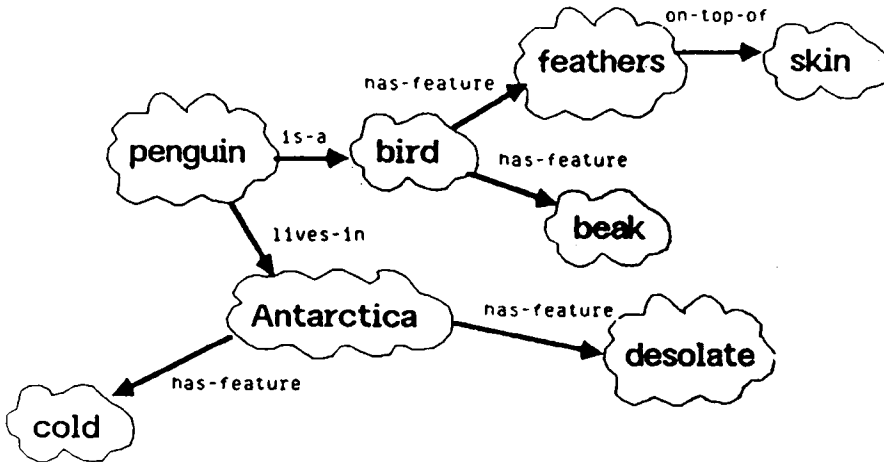 on-top-of
feathers
skin
has-feature
is-a
penguin
bird
has-feature
beak
lives-in
Antarctica
has-feature
desolate
has-feature
cold